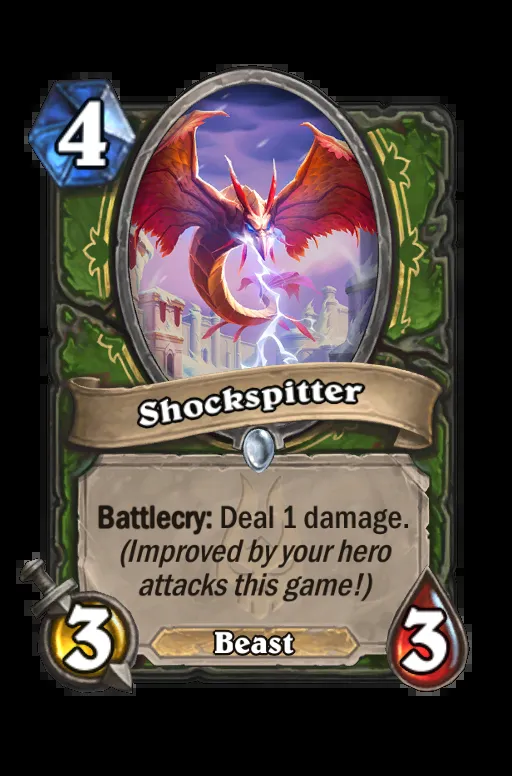 4
Shockspitter
Battlecry: Deal 1 damage.
(Improved by your hero
attacks this game!)
3
Beast
3